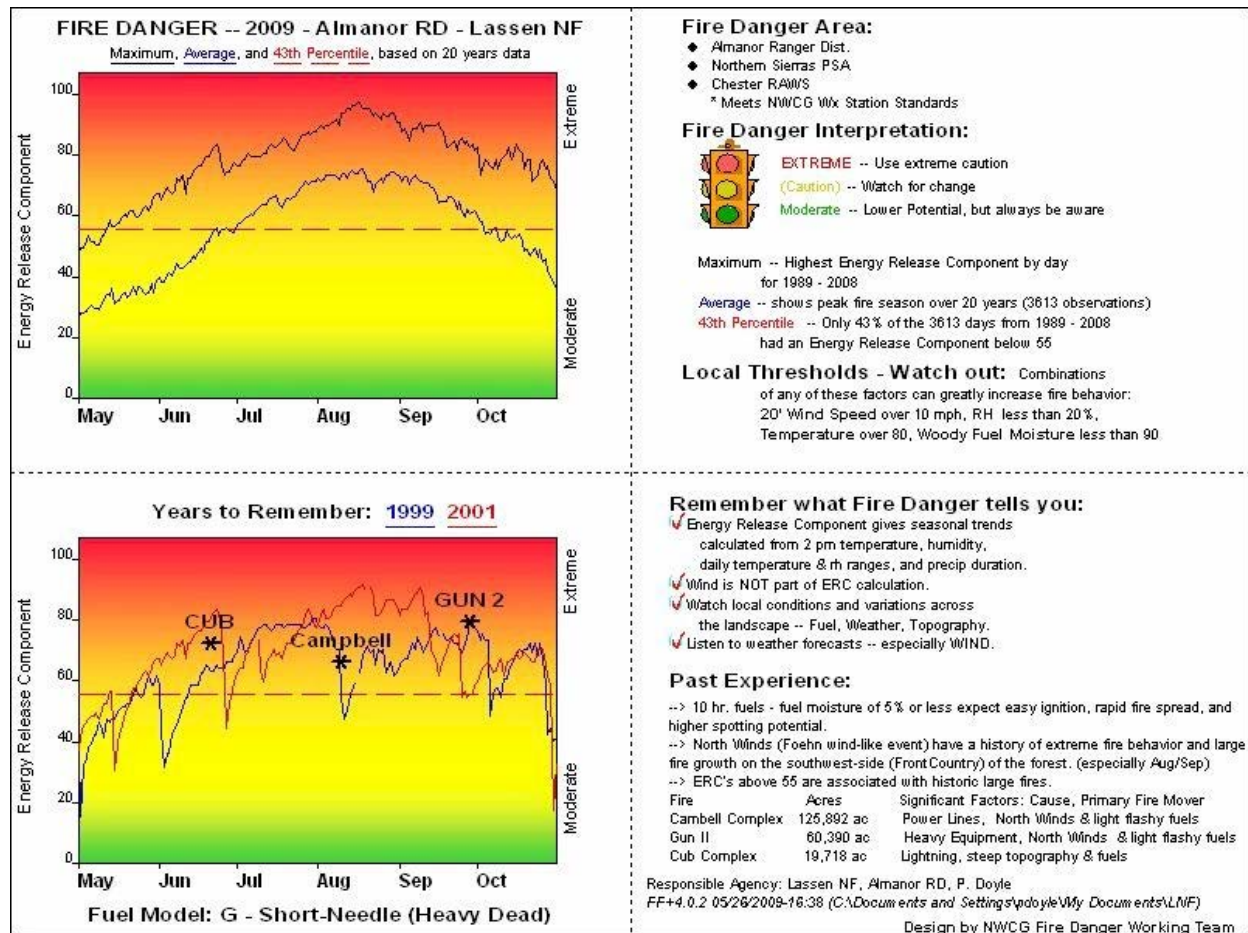 FIRE DANGER -- 2009 - Almanor RD - Lassen NF
Maximum, Average, and 43th Percentile, based on 20 years data
Energy Release Component
100
80
60
40
20
0
May Jun Jul Aug Sep Oct
Extreme
Moderate
Fire Danger Area:
Almanor Ranger Dist.
Northern Sierras PSA
Chester RAWS
* Meets NWCG Wx Station Standards
Fire Danger Interpretation:
EXTREME -- Use extreme caution
(Caution) -- Watch for change
Moderate -- Lower Potential, but always be aware
Maximum -- Highest Energy Release Component by day
for 1989 - 2008
Average -- shows peak fire season over 20 years (3613 observations)
43th Percentile -- Only 43% of the 3613 days from 1989 - 2008
had an Energy Release Component below 55
Local Thresholds - Watch out: Combinations
of any of these factors can greatly increase fire behavior:
20' Wind Speed over 10 mph, RH less than 20%,
Temperature over 80, Woody Fuel Moisture less than 90
Years to Remember: 1999 2001
Energy Release Component
100
80
60
40
20
0
CUB
Campbell
GUN 2
May Jun Jul Aug Sep Oct
Extreme
Moderate
Fuel Model: G - Short-Needle (Heavy Dead)
Remember what Fire Danger tells you:
Energy Release Component gives seasonal trends
calculated from 2 pm temperature, humidity,
daily temperature & rh ranges, and precip duration.
Wind is NOT part of ERC calculation.
Watch local conditions and variations across
the landscape -- Fuel, Weather, Topography.
Listen to weather forecasts -- especially WIND.
Past Experience:
--> 10 hr. fuels - fuel moisture of 5% or less expect easy ignition, rapid fire spread, and
higher spotting potential.
--> North Winds (Foehn wind-like event) have a history of extreme fire behavior and large
fire growth on the southwest-side (FrontCountry) of the forest. (especially Aug/Sep)
--> ERC's above 55 are associated with historic large fires.
Fire Acres Significant Factors: Cause, Primary Fire Mover
Cambell Complex 125,892 ac Power Lines, North Winds & light flashy fuels
Gun II 60,390 ac Heavy Equipment, North Winds & light flashy fuels
Cub Complex 19,718 ac Lightning, steep topography & fuels
Responsible Agency: Lassen NF, Almanor RD, P. Doyle
FF+4.0.2 05/26/2009-16:38 (C:\Documents and Settings\pdoyle\My Documents\LNF)
Design by NWCG Fire Danger Working Team